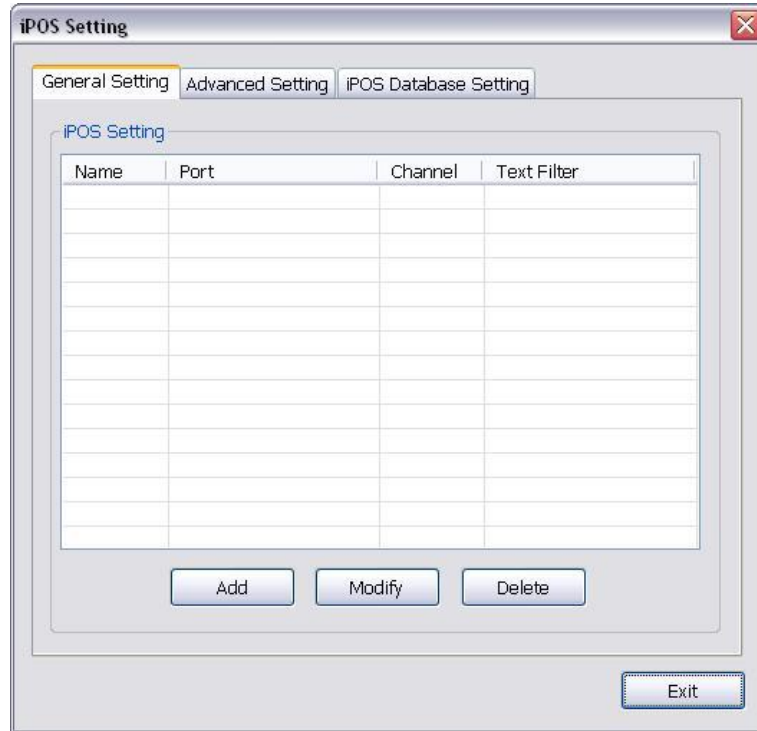 iPOS Setting
General Setting Advanced Setting iPOS Database Setting
iPOS Setting
Name Port Channel Text Filter
Add Modify Delete
Exit